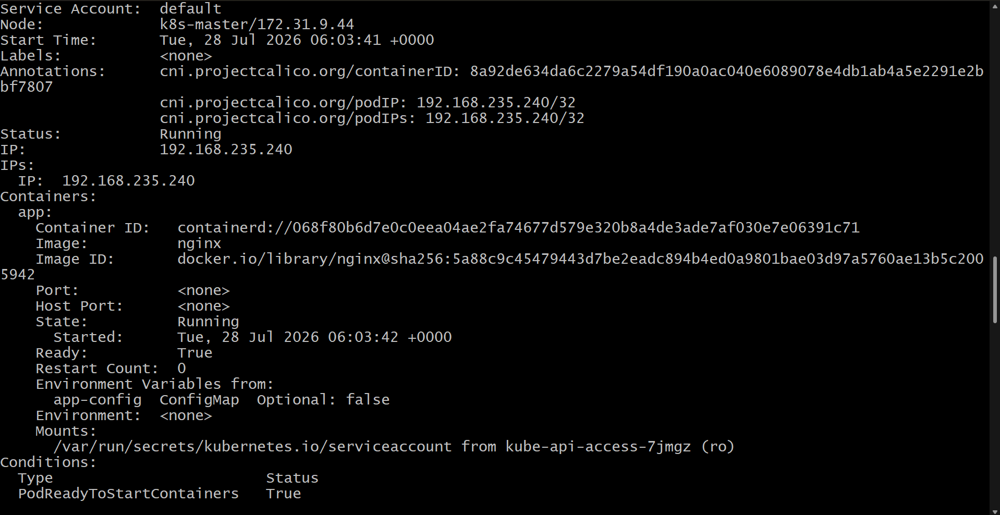 Service Account:  default
Node:             k8s-master/172.31.9.44
Start Time:       Tue, 28 Jul 2026 06:03:41 +0000
Labels:           <none>
Annotations:      cni.projectcalico.org/containerID: 8a92de634da6c2279a54df190a0ac040e6089078e4db1ab4a5e2291e2b
bf7807
                  cni.projectcalico.org/podIP: 192.168.235.240/32
                  cni.projectcalico.org/podIPs: 192.168.235.240/32
Status:           Running
IP:               192.168.235.240
IPs:
  IP:  192.168.235.240
Containers:
  app:
    Container ID:   containerd://068f80b6d7e0c0eea04ae2fa74677d579e320b8a4de3ade7af030e7e06391c71
    Image:          nginx
    Image ID:       docker.io/library/nginx@sha256:5a88c9c45479443d7be2eadc894b4ed0a9801bae03d97a5760ae13b5c200
5942
    Port:           <none>
    Host Port:      <none>
    State:          Running
      Started:      Tue, 28 Jul 2026 06:03:42 +0000
    Ready:          True
    Restart Count:  0
    Environment Variables from:
      app-config  ConfigMap  Optional: false
    Environment:  <none>
    Mounts:
      /var/run/secrets/kubernetes.io/serviceaccount from kube-api-access-7jmgz (ro)
Conditions:
  Type                        Status
  PodReadyToStartContainers   True